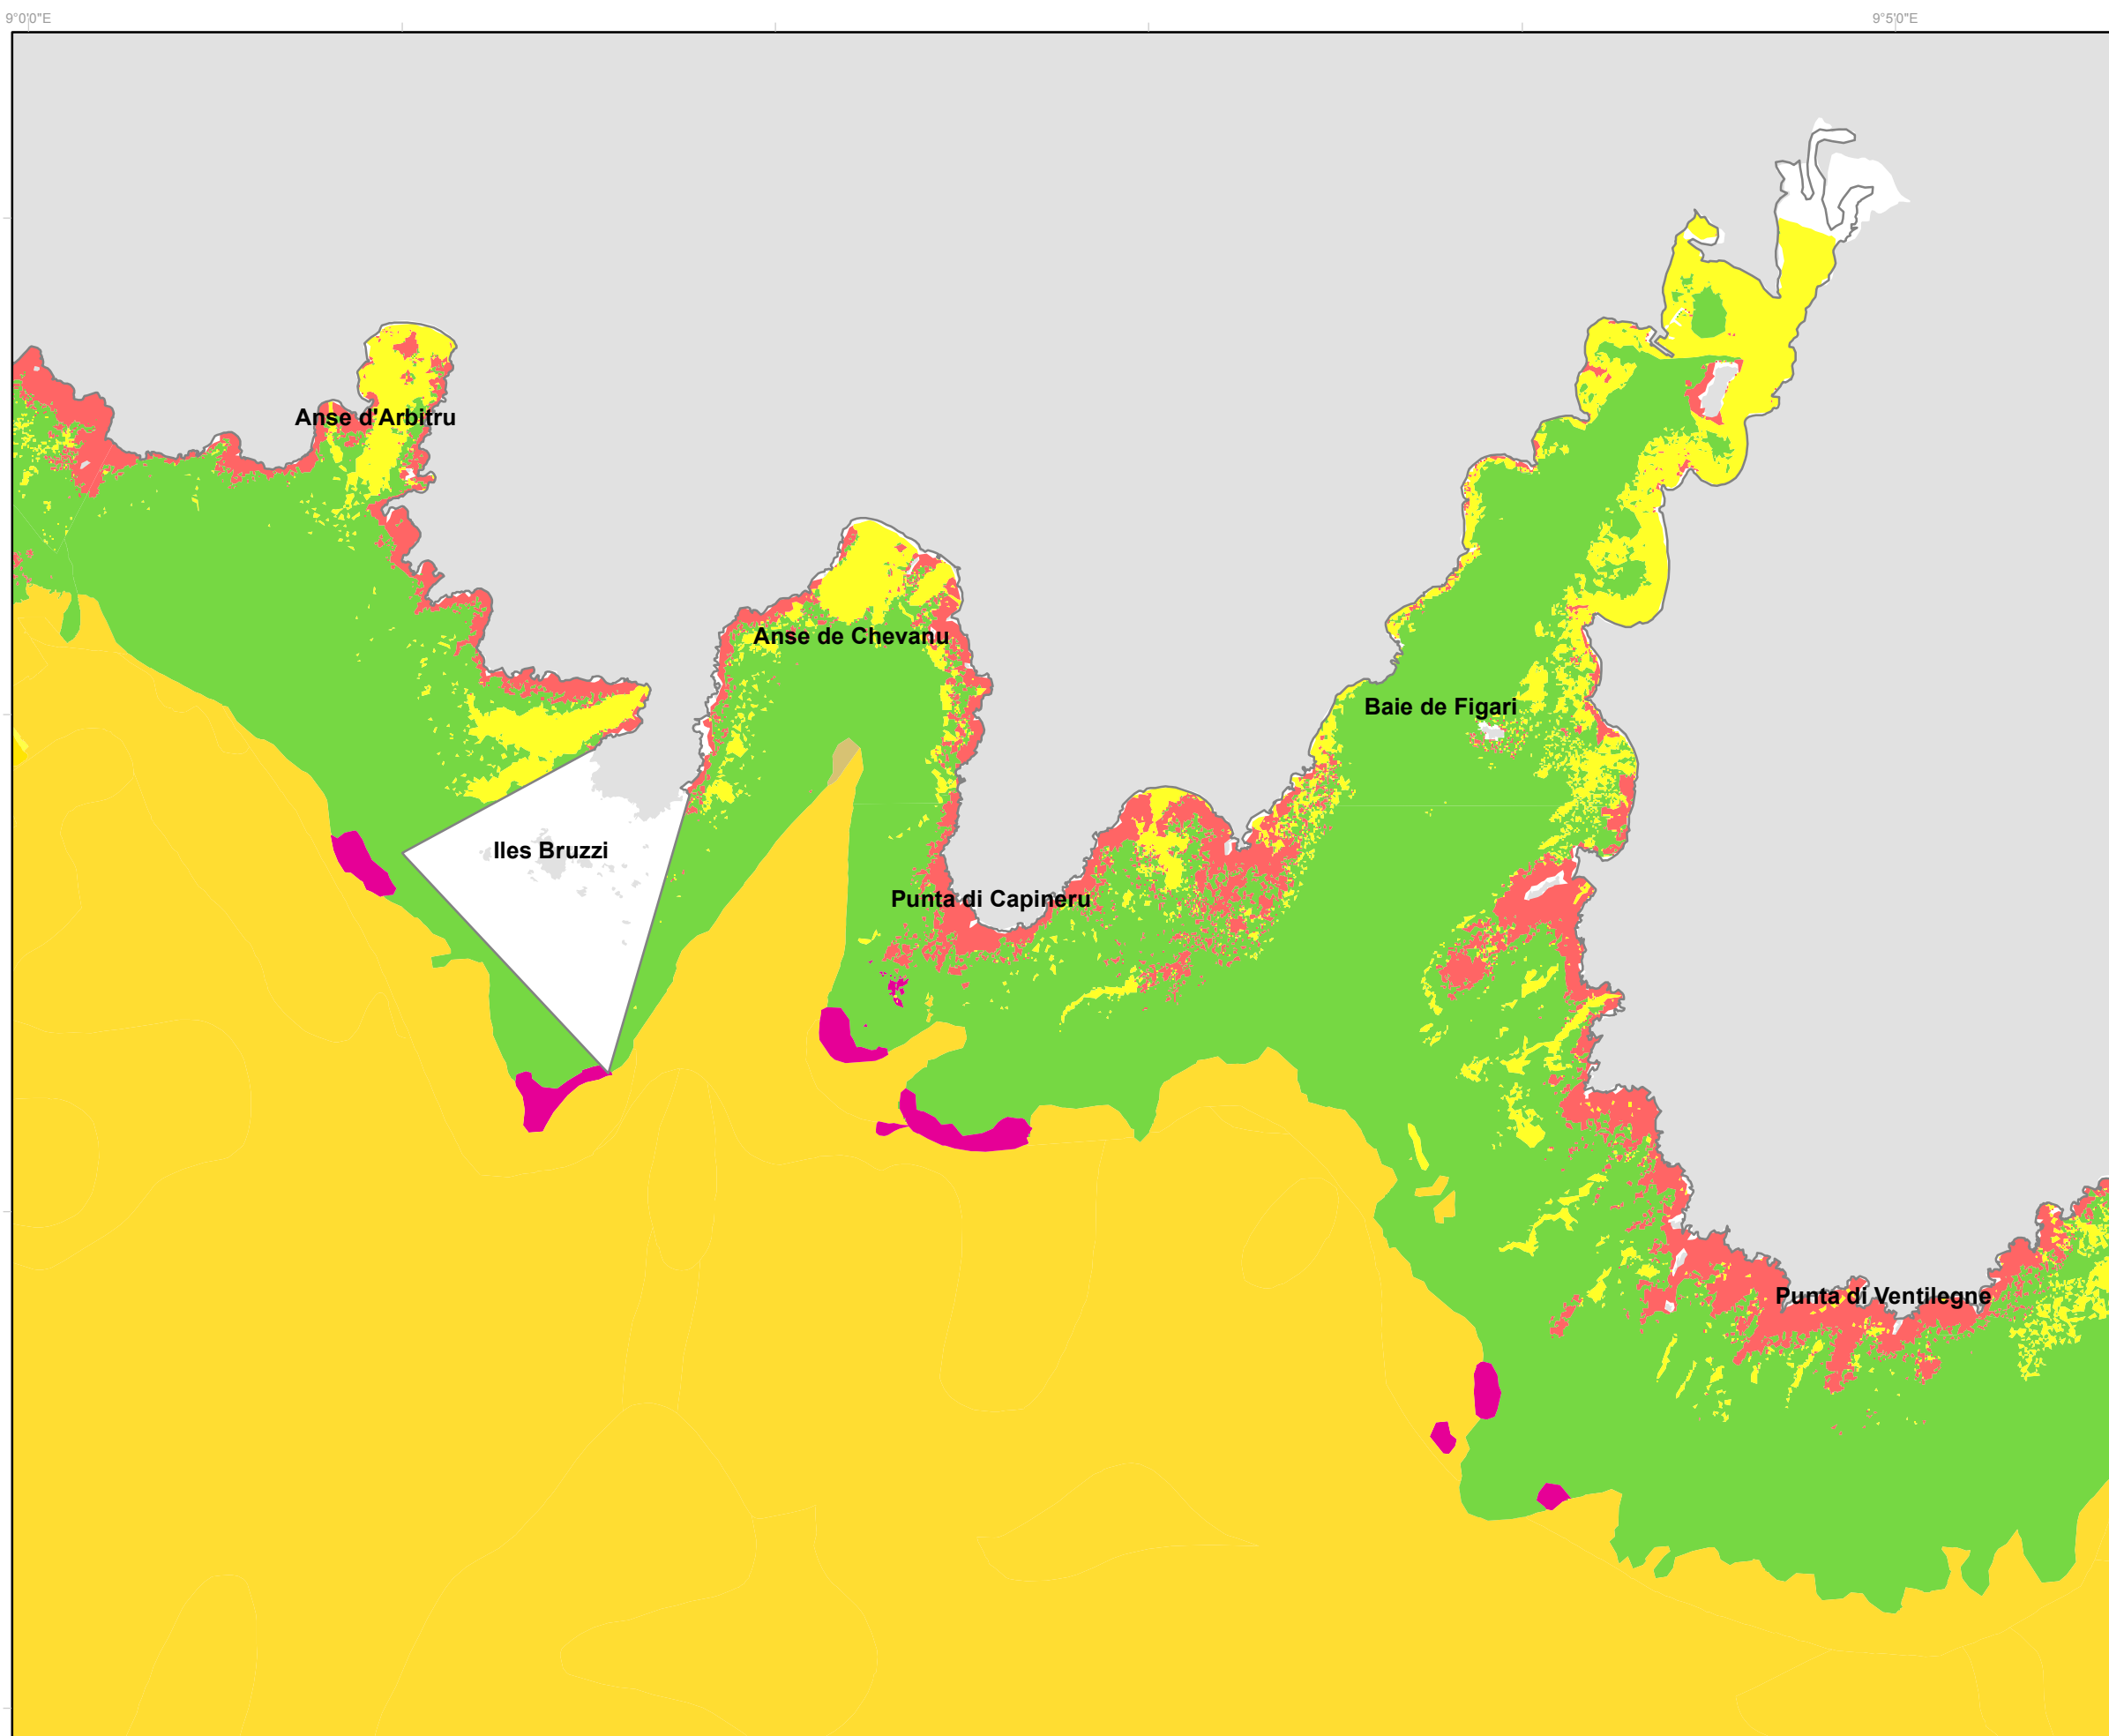 9°0'0"E
9°5'0"E
Anse d'Arbitru
Anse de Chevanu
Baie de Figari
Iles Bruzzi
Punta di Capineru
Punta di Ventilegne